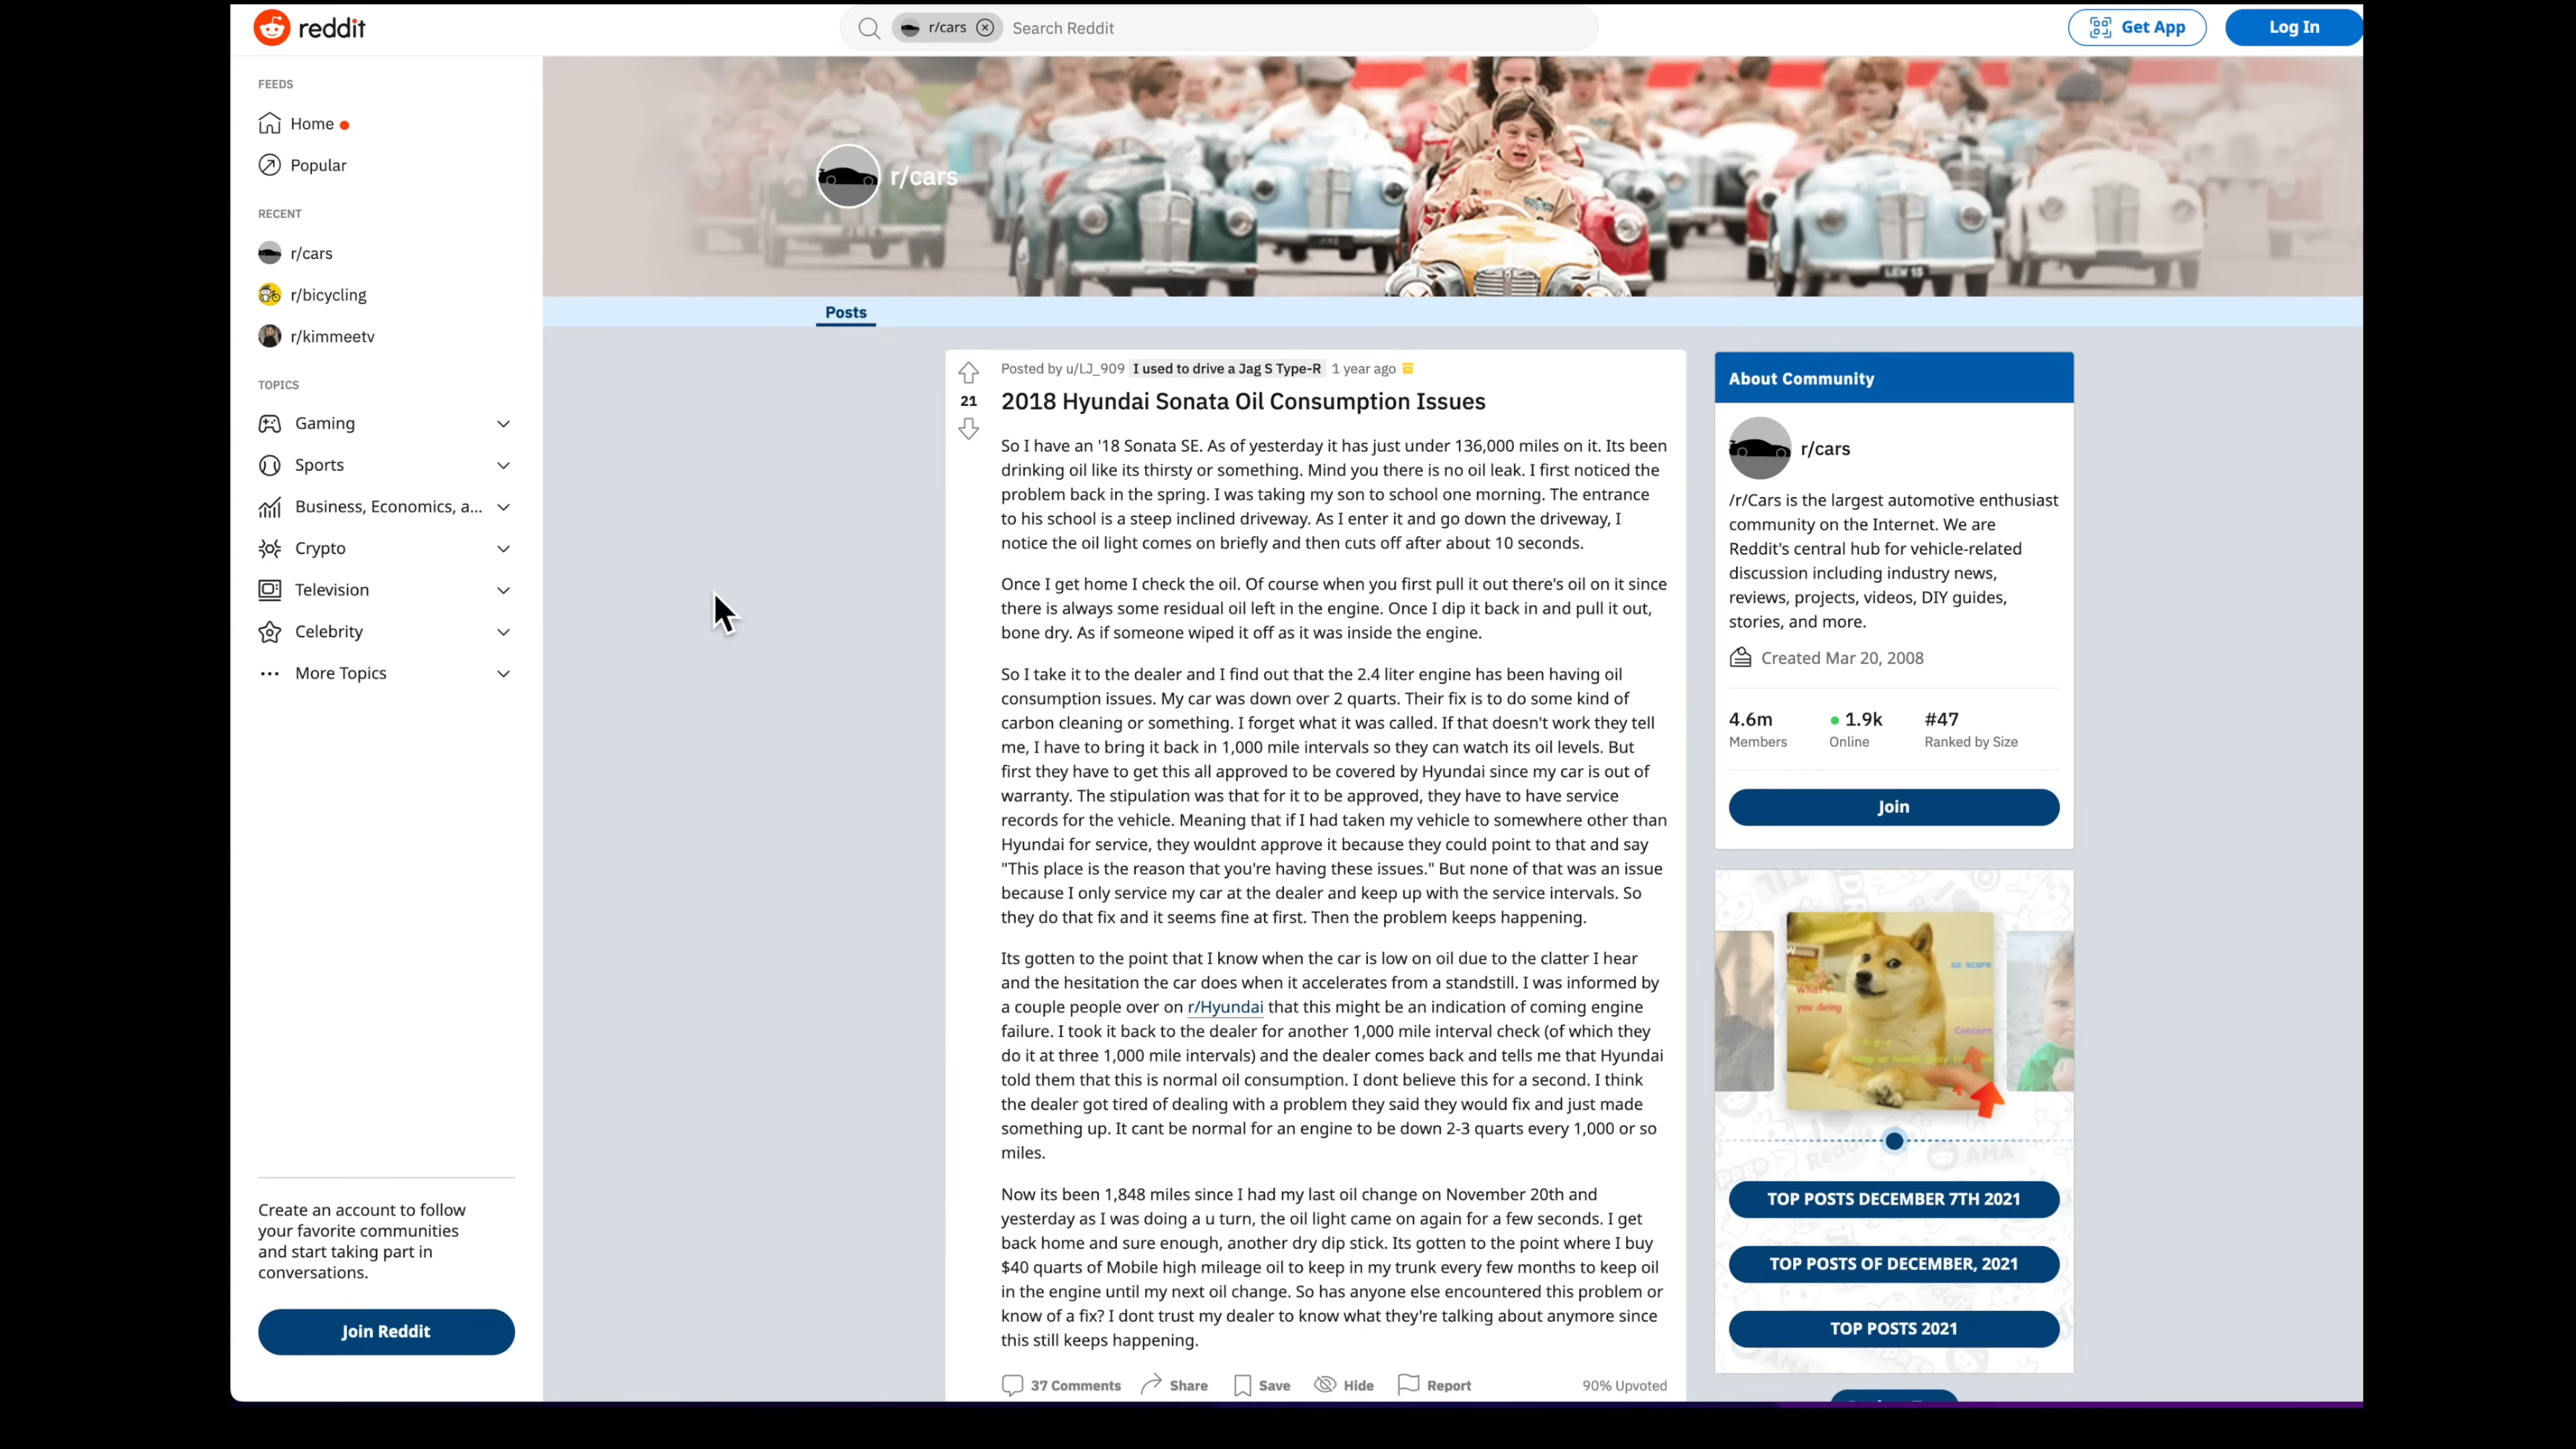 reddit
r/cars
Search Reddit
Get App
Log In
FEEDS
Home
Popular
RECENT
r/cars
r/bicycling
r/kimmeetv
TOPICS
Gaming
Sports
Business, Economics, a...
Crypto
Television
Celebrity
More Topics
Create an account to follow
your favorite communities
and start taking part in
conversations.
Join Reddit
r/cars
Posts
Posted by u/LJ_909 I used to drive a Jag S Type-R 1 year ago
21
2018 Hyundai Sonata Oil Consumption Issues
So I have an '18 Sonata SE. As of yesterday it has just under 136,000 miles on it. Its been
drinking oil like its thirsty or something. Mind you there is no oil leak. I first noticed the
problem back in the spring. I was taking my son to school one morning. The entrance
to his school is a steep inclined driveway. As I enter it and go down the driveway, I
notice the oil light comes on briefly and then cuts off after about 10 seconds.
Once I get home I check the oil. Of course when you first pull it out there's oil on it since
there is always some residual oil left in the engine. Once I dip it back in and pull it out,
bone dry. As if someone wiped it off as it was inside the engine.
So I take it to the dealer and I find out that the 2.4 liter engine has been having oil
consumption issues. My car was down over 2 quarts. Their fix is to do some kind of
carbon cleaning or something. I forget what it was called. If that doesn't work they tell
me, I have to bring it back in 1,000 mile intervals so they can watch its oil levels. But
first they have to get this all approved to be covered by Hyundai since my car is out of
warranty. The stipulation was that for it to be approved, they have to have service
records for the vehicle. Meaning that if I had taken my vehicle to somewhere other than
Hyundai for service, they wouldnt approve it because they could point to that and say
"This place is the reason that you're having these issues." But none of that was an issue
because I only service my car at the dealer and keep up with the service intervals. So
they do that fix and it seems fine at first. Then the problem keeps happening.
Its gotten to the point that I know when the car is low on oil due to the clatter I hear
and the hesitation the car does when it accelerates from a standstill. I was informed by
a couple people over on r/Hyundai that this might be an indication of coming engine
failure. I took it back to the dealer for another 1,000 mile interval check (of which they
do it at three 1,000 mile intervals) and the dealer comes back and tells me that Hyundai
told them that this is normal oil consumption. I dont believe this for a second. I think
the dealer got tired of dealing with a problem they said they would fix and just made
something up. It cant be normal for an engine to be down 2-3 quarts every 1,000 or so
miles.
Now its been 1,848 miles since I had my last oil change on November 20th and
yesterday as I was doing a u turn, the oil light came on again for a few seconds. I get
back home and sure enough, another dry dip stick. Its gotten to the point where I buy
$40 quarts of Mobile high mileage oil to keep in my trunk every few months to keep oil
in the engine until my next oil change. So has anyone else encountered this problem or
know of a fix? I dont trust my dealer to know what they're talking about anymore since
this still keeps happening.
37 Comments Share Save Hide Report 90% Upvoted
About Community
r/cars
/r/Cars is the largest automotive enthusiast
community on the Internet. We are
Reddit's central hub for vehicle-related
discussion including industry news,
reviews, projects, videos, DIY guides,
stories, and more.
Created Mar 20, 2008
4.6m 1.9k #47
Members Online Ranked by Size
Join
so scare
what r
you doing
Concern
TOP POSTS DECEMBER 7TH 2021
TOP POSTS OF DECEMBER, 2021
TOP POSTS 2021